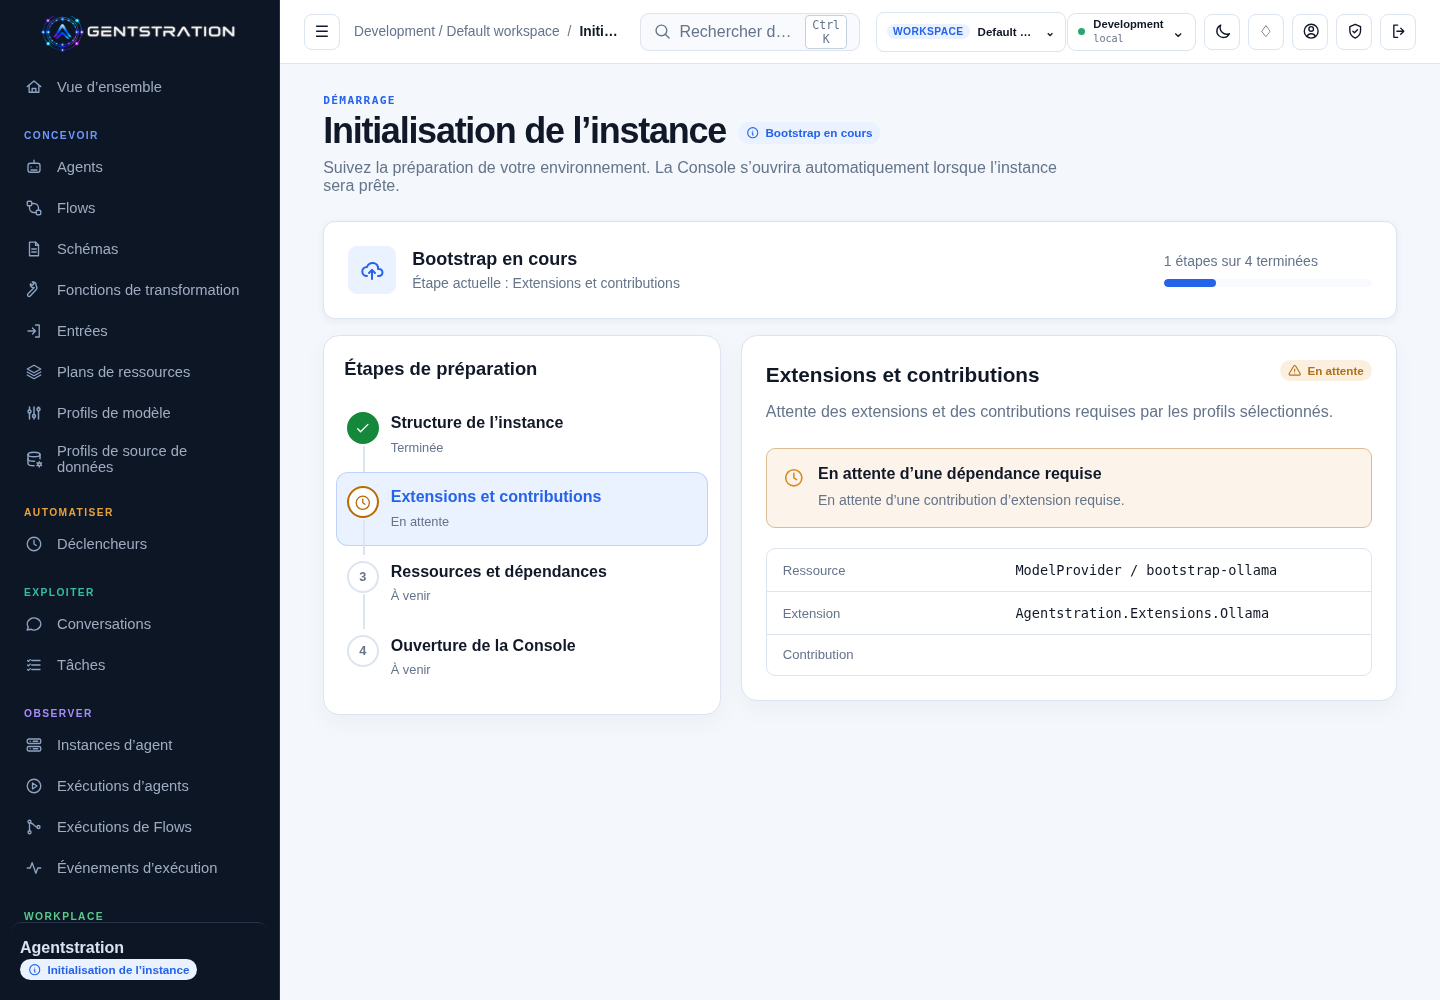 GENTSTRATION
Vue d’ensemble
CONCEVOIR
Agents
Flows
Schémas
Fonctions de transformation
Entrées
Plans de ressources
Profils de modèle
Profils de source de
données
AUTOMATISER
Déclencheurs
EXPLOITER
Conversations
Tâches
OBSERVER
Instances d’agent
Exécutions d’agents
Exécutions de Flows
Événements d’exécution
WORKPLACE
Agentstration
Initialisation de l’instance
Development / Default workspace / Initi…
Rechercher d…
Ctrl
K
WORKSPACE Default …
Development
local
DÉMARRAGE
Initialisation de l’instance
Bootstrap en cours
Suivez la préparation de votre environnement. La Console s’ouvrira automatiquement lorsque l’instance
sera prête.
Bootstrap en cours
Étape actuelle : Extensions et contributions
1 étapes sur 4 terminées
Étapes de préparation
Structure de l’instance
Terminée
Extensions et contributions
En attente
3
Ressources et dépendances
À venir
4
Ouverture de la Console
À venir
Extensions et contributions
En attente
Attente des extensions et des contributions requises par les profils sélectionnés.
En attente d’une dépendance requise
En attente d’une contribution d’extension requise.
Ressource ModelProvider / bootstrap-ollama
Extension Agentstration.Extensions.Ollama
Contribution